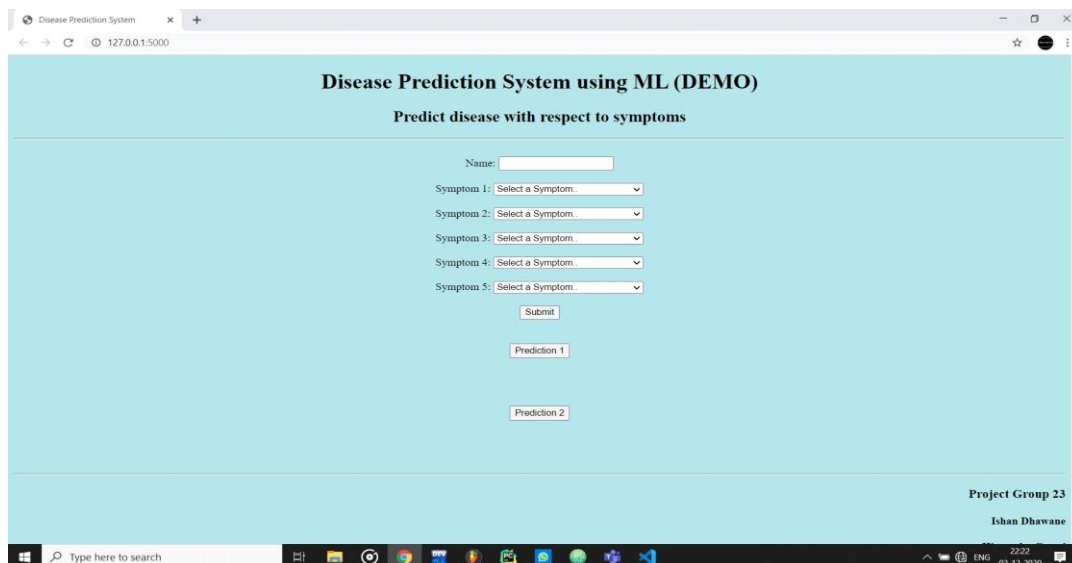 Disease Prediction System
127.0.0.1:5000
Disease Prediction System using ML (DEMO)
Predict disease with respect to symptoms
Name:
Symptom 1: Select a Symptom..
Symptom 2: Select a Symptom..
Symptom 3: Select a Symptom..
Symptom 4: Select a Symptom..
Symptom 5: Select a Symptom..
Submit
Prediction 1
Prediction 2
Project Group 23
Ishan Dhawane
Type here to search
ENG
22:22